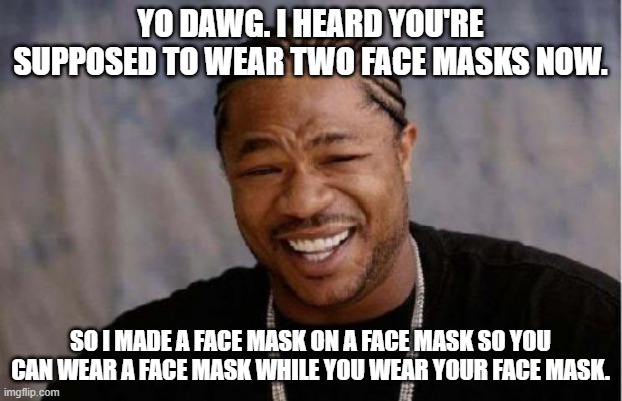 YO DAWG. I HEARD YOU'RE
SUPPOSED TO WEAR TWO FACE MASKS NOW.
SO I MADE A FACE MASK ON A FACE MASK SO YOU
CAN WEAR A FACE MASK WHILE YOU WEAR YOUR FACE MASK.
imgflip.com